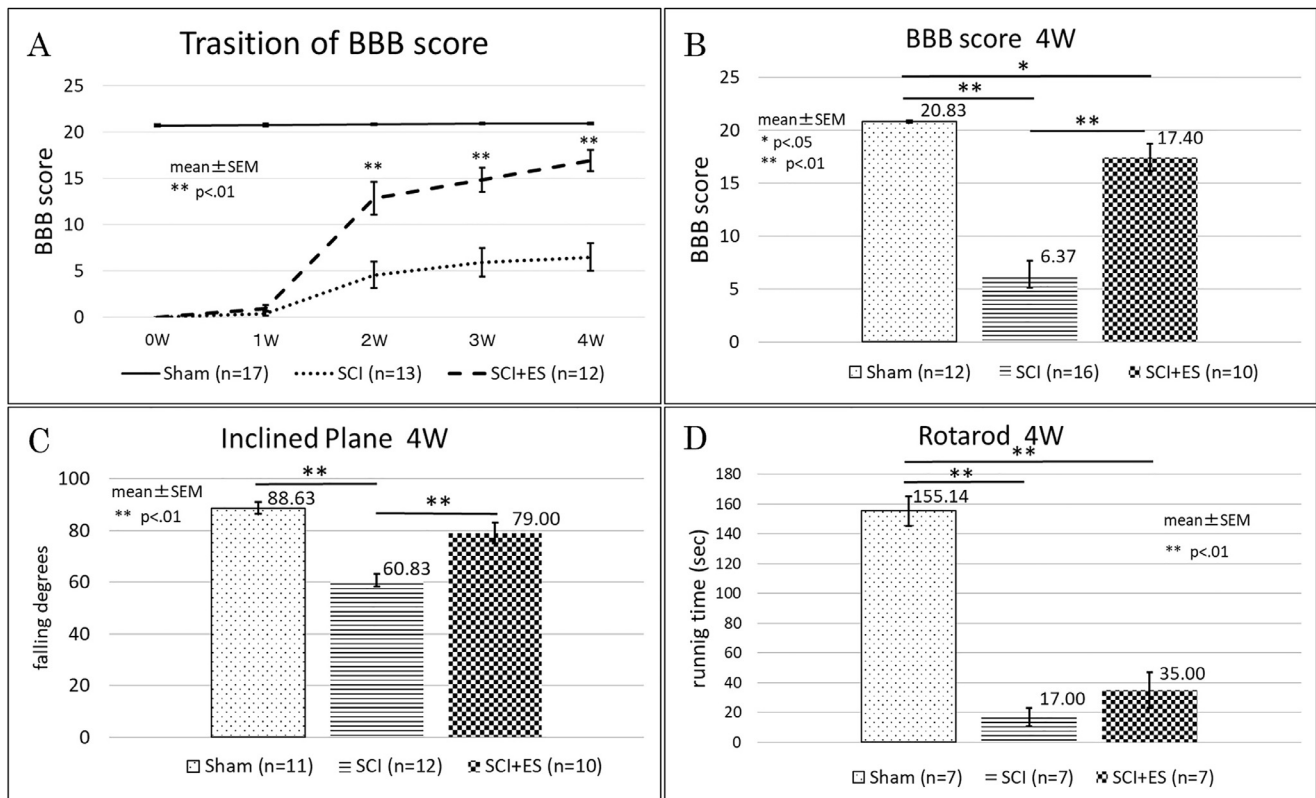 A
Trasition of BBB score
BBB score
25
20
15
10
5
0
mean±SEM
** p<.01
**
**
**
0W 1W 2W 3W 4W
Sham (n=17) SCI (n=13) SCI+ES (n=12)
B
BBB score 4W
BBB score
25
20
15
10
5
0
mean±SEM
* p<.05
** p<.01
*
**
**
20.83
6.37
17.40
Sham (n=12) SCI (n=16) SCI+ES (n=10)
C
Inclined Plane 4W
falling degrees
100
80
60
40
20
0
mean±SEM
** p<.01
**
**
88.63
60.83
79.00
Sham (n=11) SCI (n=12) SCI+ES (n=10)
D
Rotarod 4W
runnig time (sec)
180
160
140
120
100
80
60
40
20
0
**
**
155.14
17.00
35.00
mean±SEM
** p<.01
Sham (n=7) SCI (n=7) SCI+ES (n=7)